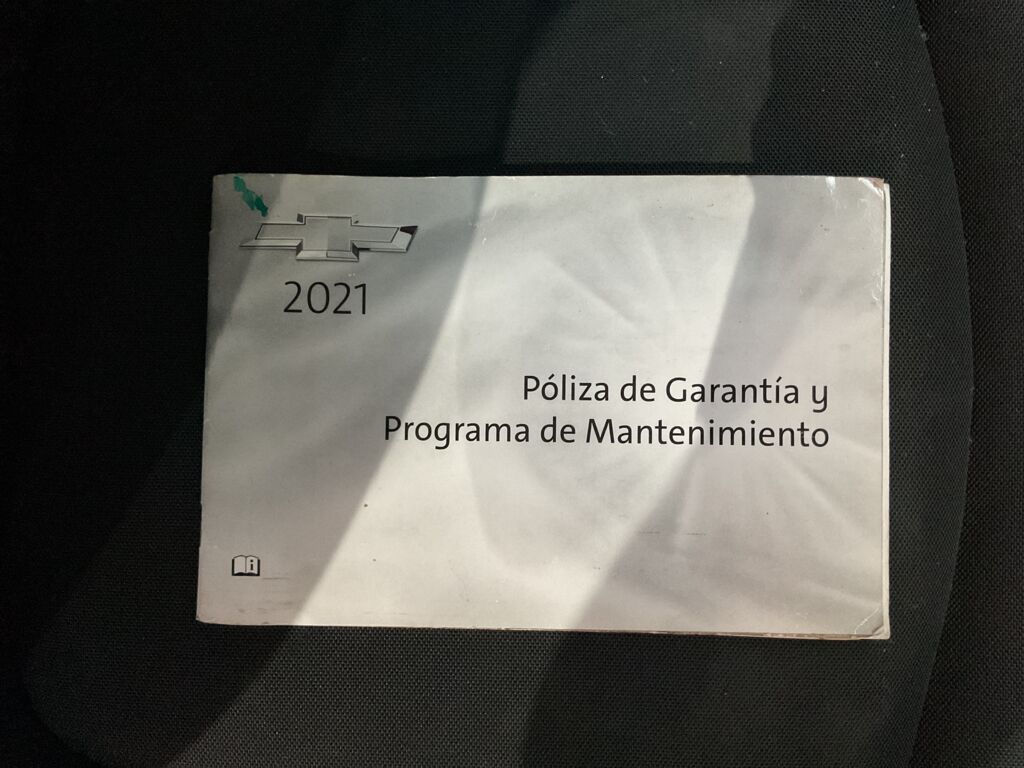 2021
Póliza de Garantía y
Programa de Mantenimiento
i